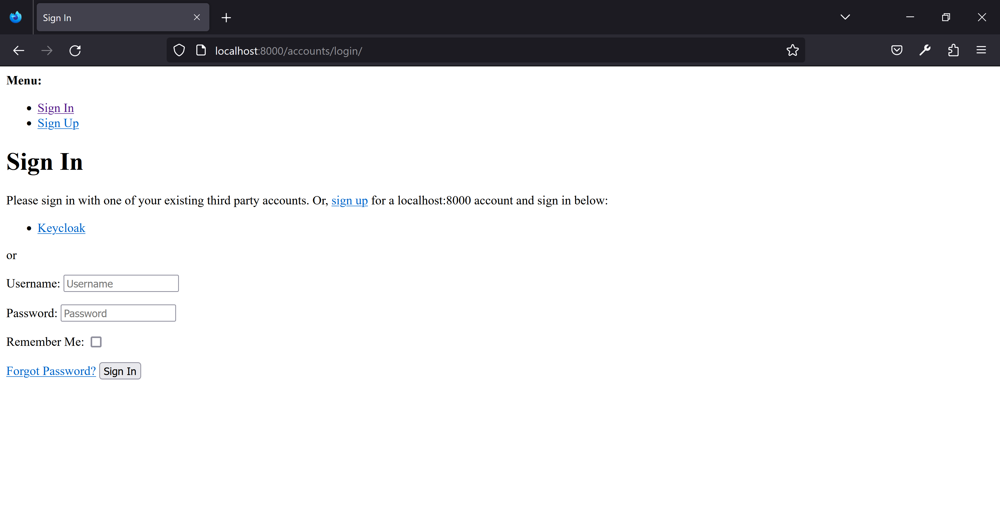 Sign In
localhost:8000/accounts/login/
Menu:
Sign In
Sign Up
Sign In
Please sign in with one of your existing third party accounts. Or, sign up for a localhost:8000 account and sign in below:
Keycloak
or
Username: Username
Password: Password
Remember Me:
Forgot Password? Sign In